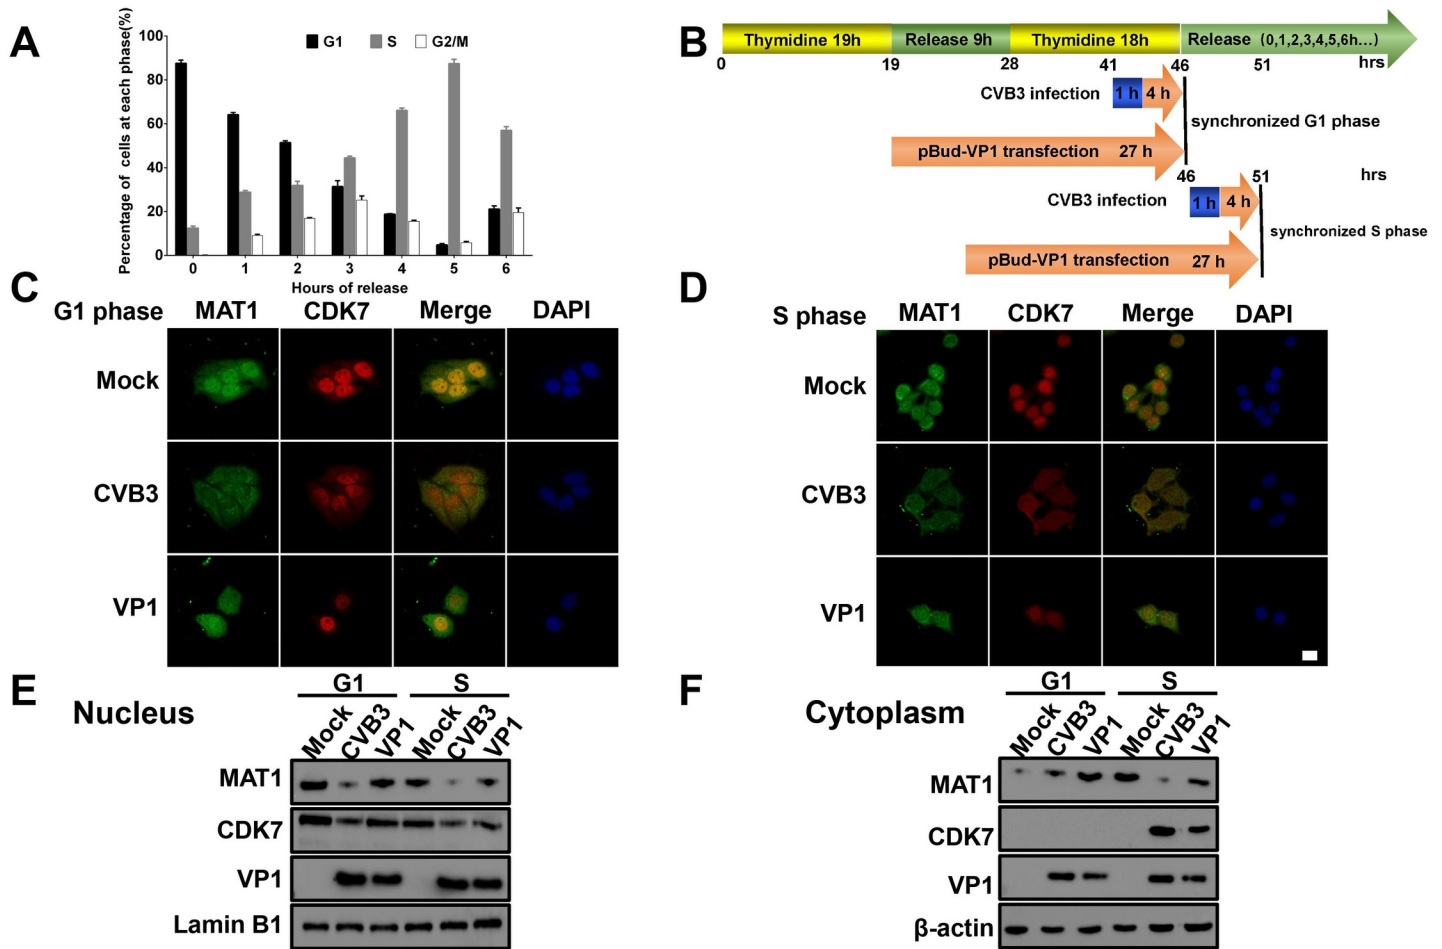 A
Percentage of cells at each phase(%)
100
80
60
40
20
0
G1 S G2/M
0 1 2 3 4 5 6
Hours of release
B
Thymidine 19h Release 9h Thymidine 18h Release (0,1,2,3,4,5,6h...)
0 19 28 41 46 51 hrs
CVB3 infection 1 h 4 h
synchronized G1 phase
pBud-VP1 transfection 27 h
46 51 hrs
CVB3 infection 1 h 4 h
synchronized S phase
pBud-VP1 transfection 27 h
C
G1 phase MAT1 CDK7 Merge DAPI
Mock
CVB3
VP1
D
S phase MAT1 CDK7 Merge DAPI
Mock
CVB3
VP1
E
Nucleus
G1 S
Mock CVB3 VP1 Mock CVB3 VP1
MAT1
CDK7
VP1
Lamin B1
F
Cytoplasm
G1 S
Mock CVB3 VP1 Mock CVB3 VP1
MAT1
CDK7
VP1
β-actin